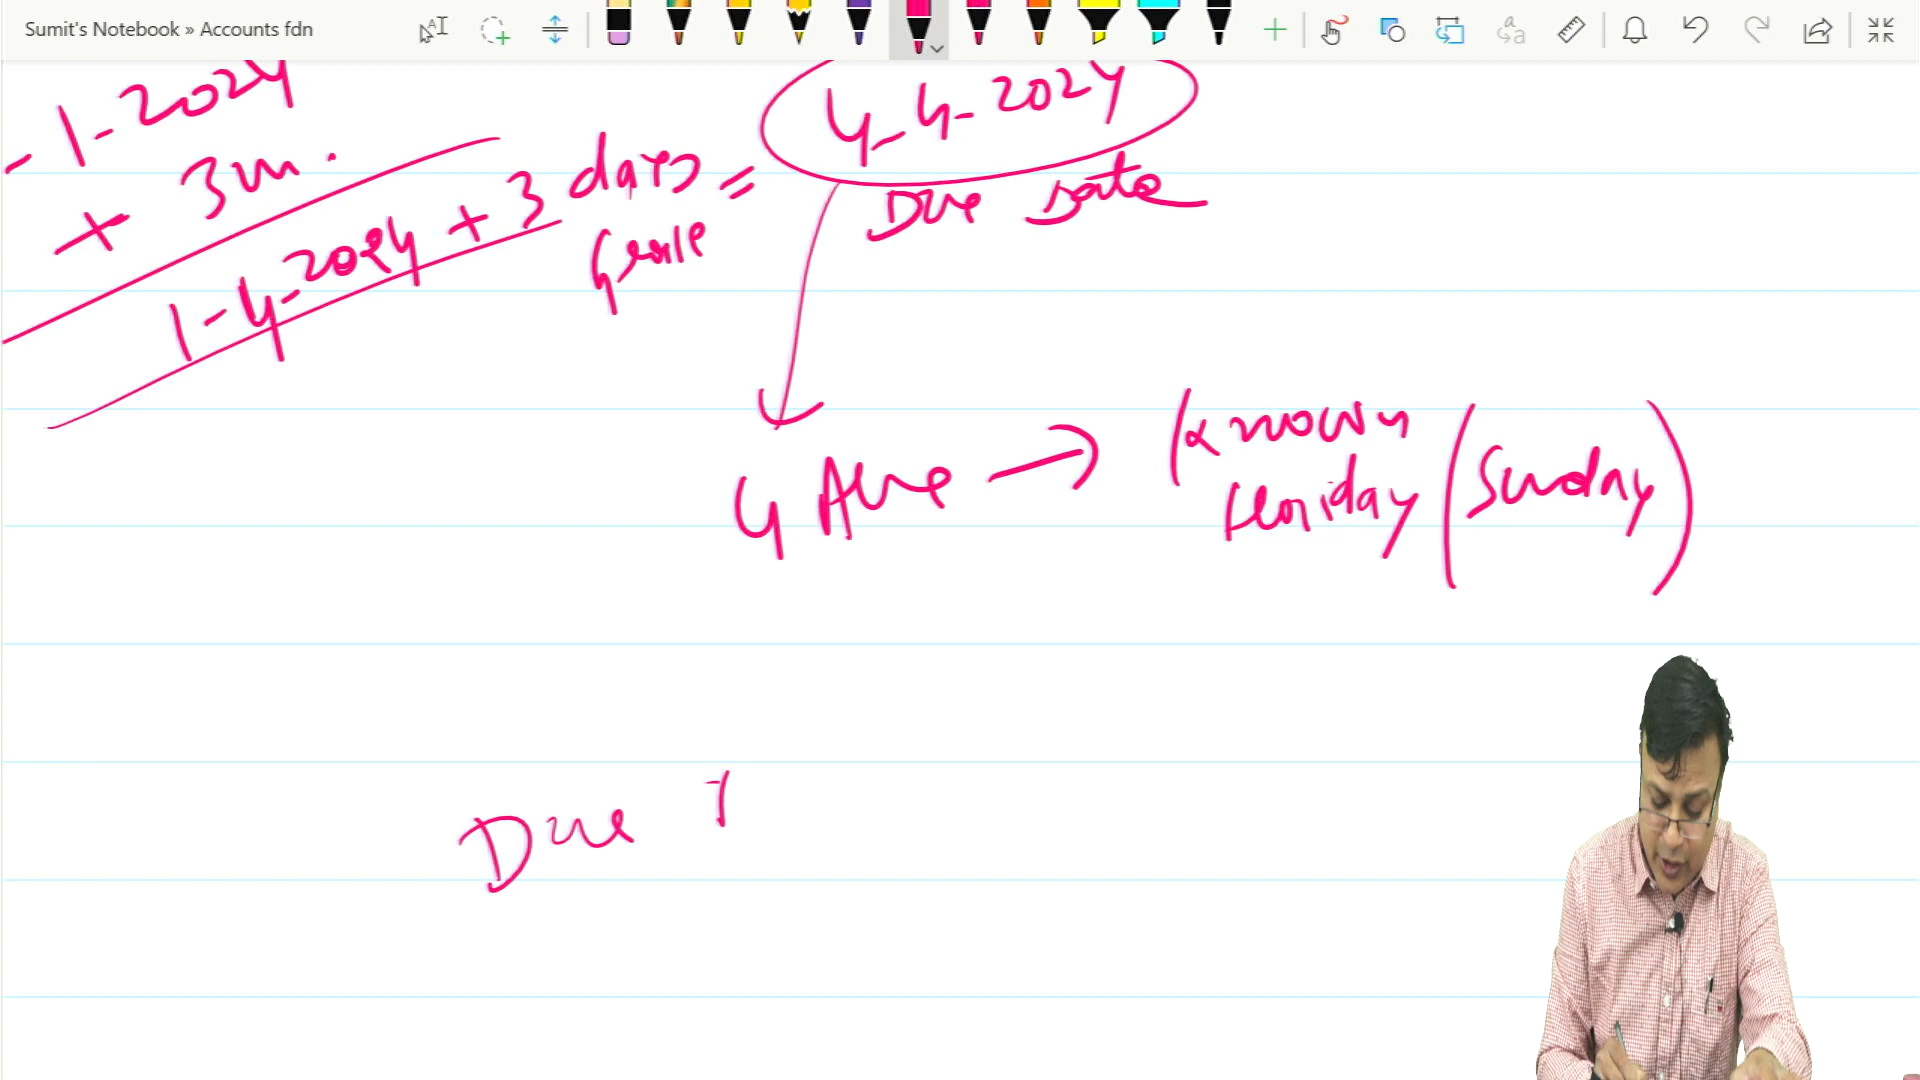 Sumit's Notebook » Accounts fdn
- 1 - 2024
+ 3m.
1-4-2024 + 3 days = 4-4-2024
Grace
Due Date
4 Apr → Known
Holiday (Sunday)
Due